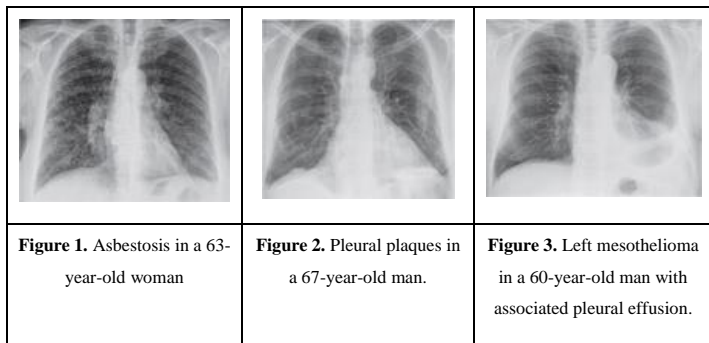 Figure 1. Asbestosis in a 63-
year-old woman
Figure 2. Pleural plaques in
a 67-year-old man.
Figure 3. Left mesothelioma
in a 60-year-old man with
associated pleural effusion.